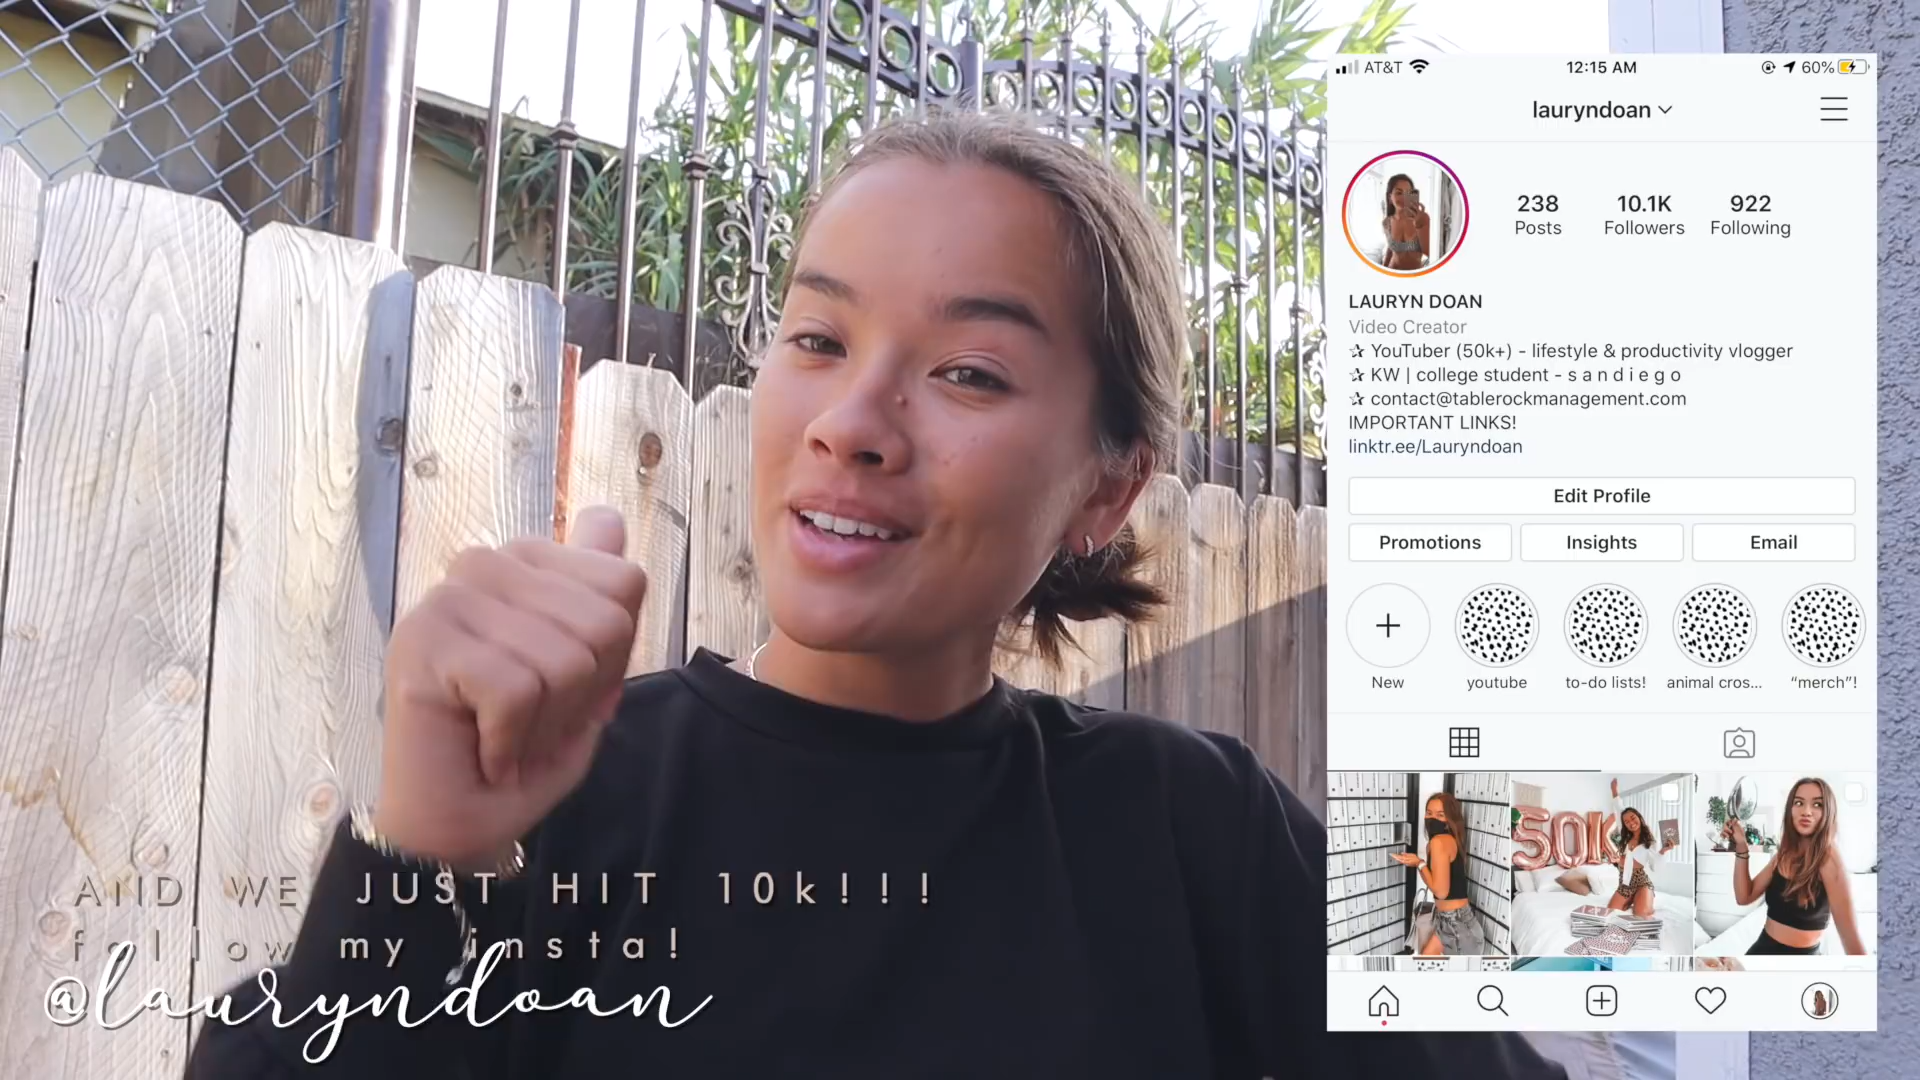 AND WE JUST HIT 10k!!!
follow my insta!
@lauryndoan
AT&T 12:15 AM 60%
lauryndoan
238 10.1K 922
Posts Followers Following
LAURYN DOAN
Video Creator
✰ YouTuber (50k+) - lifestyle & productivity vlogger
✰ KW | college student - s a n d i e g o
✰ contact@tablerockmanagement.com
IMPORTANT LINKS!
linktr.ee/Lauryndoan
Edit Profile
Promotions Insights Email
New youtube to-do lists! animal cros... “merch”!
50K